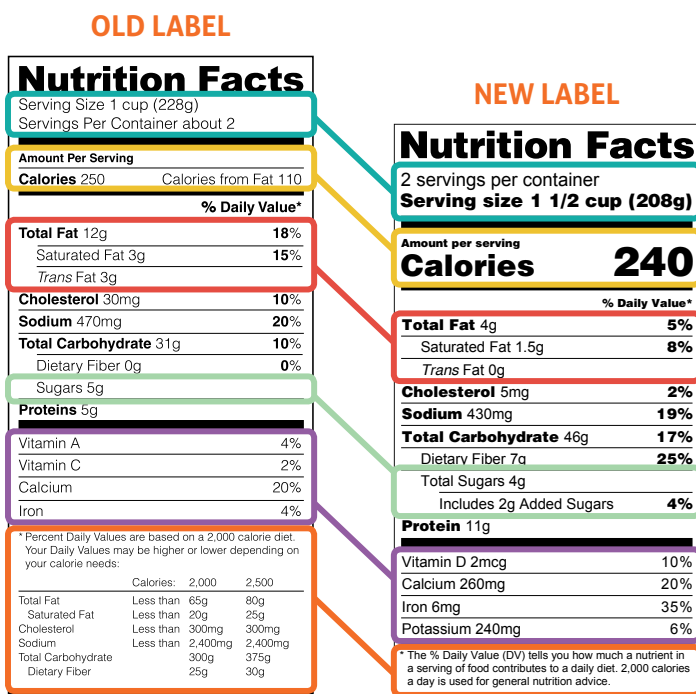 OLD LABEL
Nutrition Facts
Serving Size 1 cup (228g)
Servings Per Container about 2
Amount Per Serving
Calories 250 Calories from Fat 110
% Daily Value*
Total Fat 12g 18%
Saturated Fat 3g 15%
Trans Fat 3g
Cholesterol 30mg 10%
Sodium 470mg 20%
Total Carbohydrate 31g 10%
Dietary Fiber 0g 0%
Sugars 5g
Proteins 5g
Vitamin A 4%
Vitamin C 2%
Calcium 20%
Iron 4%
* Percent Daily Values are based on a 2,000 calorie diet.
Your Daily Values may be higher or lower depending on
your calorie needs:
Calories: 2,000 2,500
Total Fat Less than 65g 80g
Saturated Fat Less than 20g 25g
Cholesterol Less than 300mg 300mg
Sodium Less than 2,400mg 2,400mg
Total Carbohydrate 300g 375g
Dietary Fiber 25g 30g
NEW LABEL
Nutrition Facts
2 servings per container
Serving size 1 1/2 cup (208g)
Amount per serving
Calories 240
% Daily Value*
Total Fat 4g 5%
Saturated Fat 1.5g 8%
Trans Fat 0g
Cholesterol 5mg 2%
Sodium 430mg 19%
Total Carbohydrate 46g 17%
Dietary Fiber 7g 25%
Total Sugars 4g
Includes 2g Added Sugars 4%
Protein 11g
Vitamin D 2mcg 10%
Calcium 260mg 20%
Iron 6mg 35%
Potassium 240mg 6%
* The % Daily Value (DV) tells you how much a nutrient in
a serving of food contributes to a daily diet. 2,000 calories
a day is used for general nutrition advice.